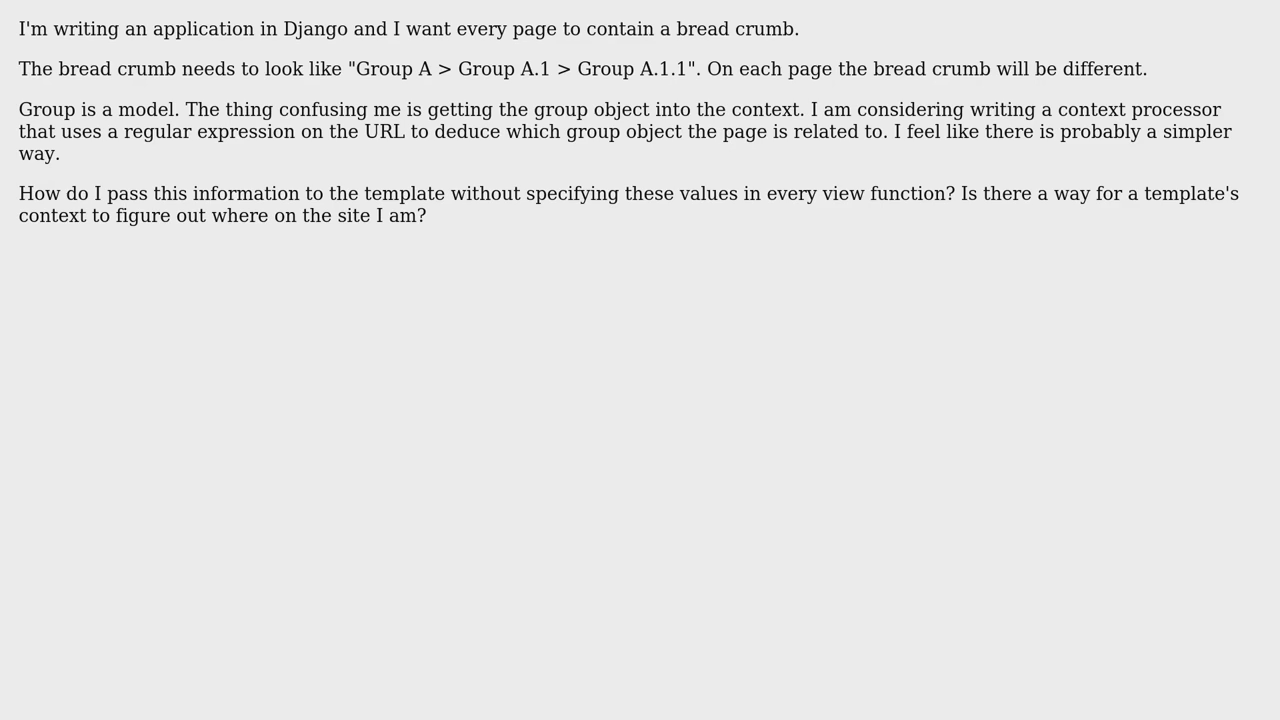 I'm writing an application in Django and I want every page to contain a bread crumb.
The bread crumb needs to look like "Group A > Group A.1 > Group A.1.1". On each page the bread crumb will be different.
Group is a model. The thing confusing me is getting the group object into the context. I am considering writing a context processor
that uses a regular expression on the URL to deduce which group object the page is related to. I feel like there is probably a simpler
way.
How do I pass this information to the template without specifying these values in every view function? Is there a way for a template's
context to figure out where on the site I am?